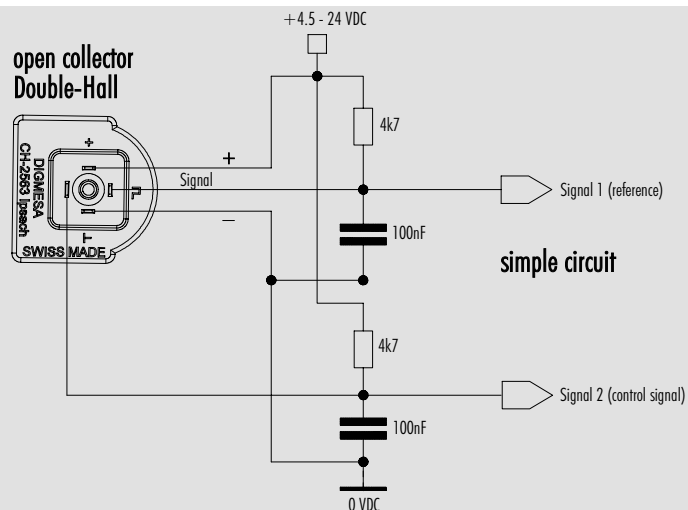 +4.5 - 24 VDC
open collector
Double-Hall
4k7
+
+
DIGMESA
CH-2563 Ipsach
SWISS MADE
Signal
−
Signal 1 (reference)
100nF
simple circuit
4k7
Signal 2 (control signal)
100nF
0 VDC